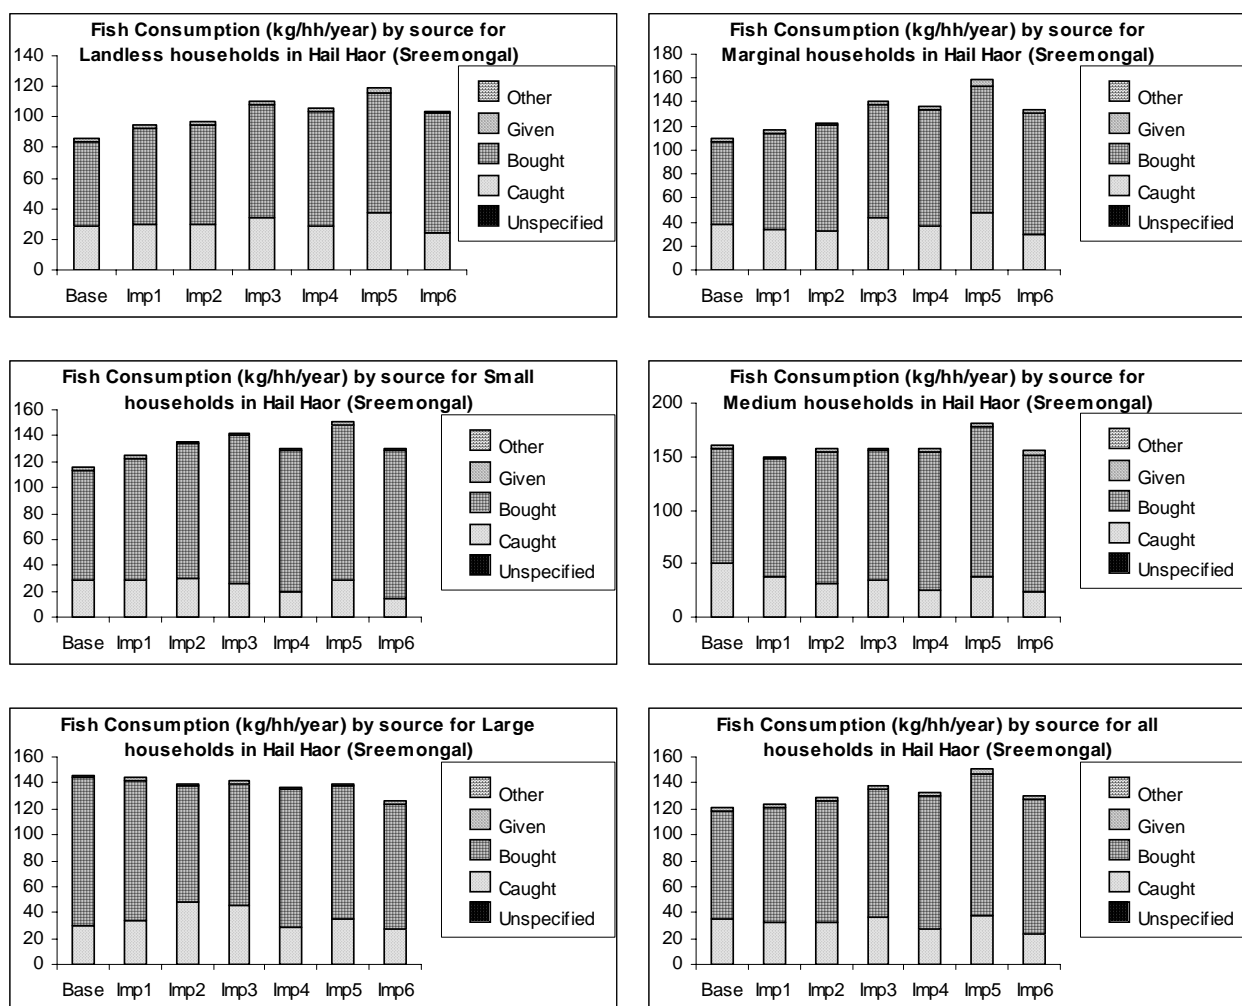 Fish Consumption (kg/hh/year) by source for
Landless households in Hail Haor (Sreemongal)
140
120
100
80
60
40
20
0
Base Imp1 Imp2 Imp3 Imp4 Imp5 Imp6
Other
Given
Bought
Caught
Unspecified
Fish Consumption (kg/hh/year) by source for
Marginal households in Hail Haor (Sreemongal)
180
160
140
120
100
80
60
40
20
0
Base Imp1 Imp2 Imp3 Imp4 Imp5 Imp6
Other
Given
Bought
Caught
Unspecified
Fish Consumption (kg/hh/year) by source for Small
households in Hail Haor (Sreemongal)
160
140
120
100
80
60
40
20
0
Base Imp1 Imp2 Imp3 Imp4 Imp5 Imp6
Other
Given
Bought
Caught
Unspecified
Fish Consumption (kg/hh/year) by source for
Medium households in Hail Haor (Sreemongal)
200
150
100
50
0
Base Imp1 Imp2 Imp3 Imp4 Imp5 Imp6
Other
Given
Bought
Caught
Unspecified
Fish Consumption (kg/hh/year) by source for Large
households in Hail Haor (Sreemongal)
160
140
120
100
80
60
40
20
0
Base Imp1 Imp2 Imp3 Imp4 Imp5 Imp6
Other
Given
Bought
Caught
Unspecified
Fish Consumption (kg/hh/year) by source for all
households in Hail Haor (Sreemongal)
160
140
120
100
80
60
40
20
0
Base Imp1 Imp2 Imp3 Imp4 Imp5 Imp6
Other
Given
Bought
Caught
Unspecified